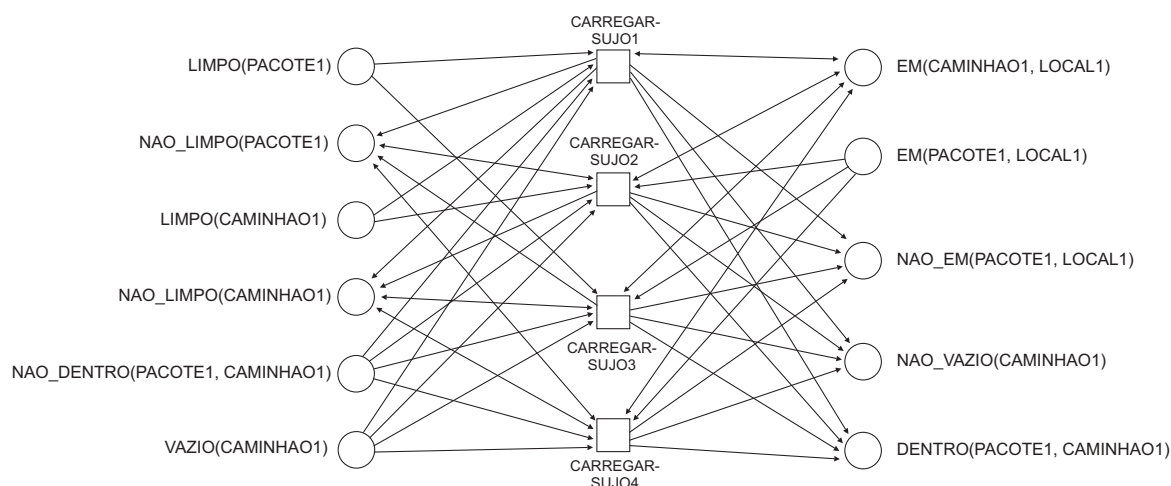 CARREGAR-
SUJO1
LIMPO(PACOTE1)
EM(CAMINHAO1, LOCAL1)
NAO_LIMPO(PACOTE1)
CARREGAR-
SUJO2
EM(PACOTE1, LOCAL1)
LIMPO(CAMINHAO1)
NAO_EM(PACOTE1, LOCAL1)
NAO_LIMPO(CAMINHAO1)
CARREGAR-
SUJO3
NAO_DENTRO(PACOTE1, CAMINHAO1)
NAO_VAZIO(CAMINHAO1)
VAZIO(CAMINHAO1)
DENTRO(PACOTE1, CAMINHAO1)
CARREGAR-
SUJO4